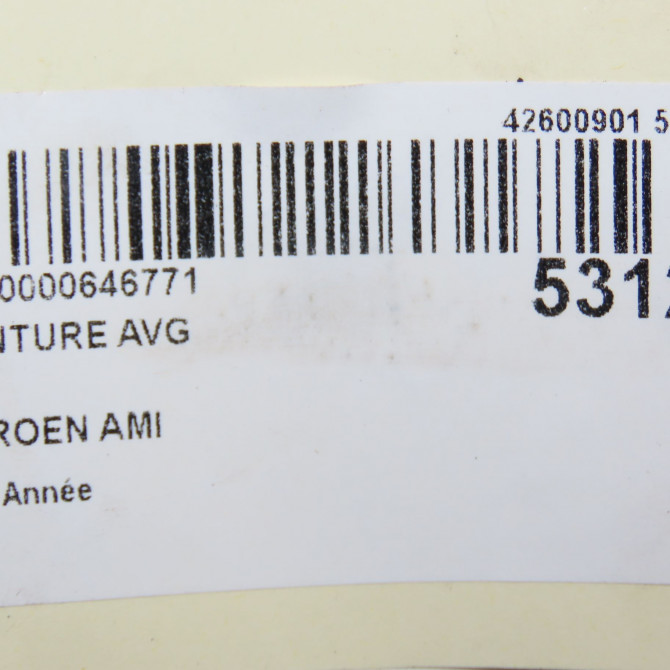 42600901 5
0000646771
5312
NTURE AVG
ROEN AMI
Année